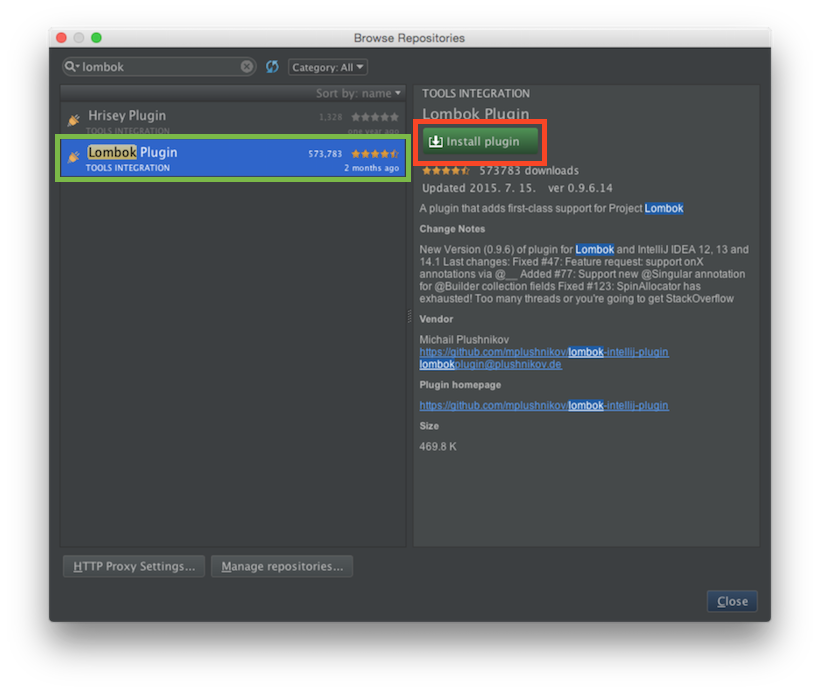 Browse Repositories
lombok
Category: All
Sort by: name
Hrisey Plugin
1,328
TOOLS INTEGRATION
one year ago
Lombok Plugin
573,783
TOOLS INTEGRATION
2 months ago
TOOLS INTEGRATION
Lombok Plugin
Install plugin
573783 downloads
Updated 2015. 7. 15. ver 0.9.6.14
A plugin that adds first-class support for Project Lombok
Change Notes
New Version (0.9.6) of plugin for Lombok and IntelliJ IDEA 12, 13 and
14.1 Last changes: Fixed #47: Feature request: support onX
annotations via @__ Added #77: Support new @Singular annotation
for @Builder collection fields Fixed #123: SpinAllocator has
exhausted! Too many threads or you're going to get StackOverflow
Vendor
Michail Plushnikov
https://github.com/mplushnikov/lombok-intellij-plugin
lombokplugin@plushnikov.de
Plugin homepage
https://github.com/mplushnikov/lombok-intellij-plugin
Size
469.8 K
HTTP Proxy Settings...
Manage repositories...
Close